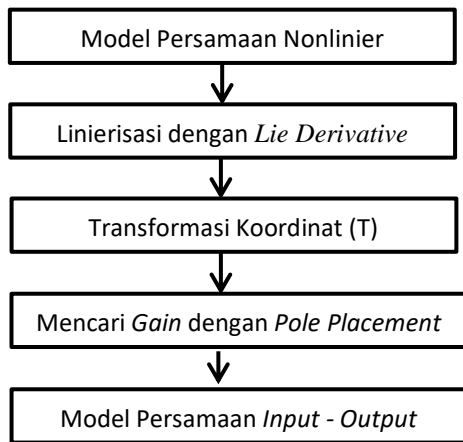 Model Persamaan Nonlinier
Linierisasi dengan Lie Derivative
Transformasi Koordinat (T)
Mencari Gain dengan Pole Placement
Model Persamaan Input - Output